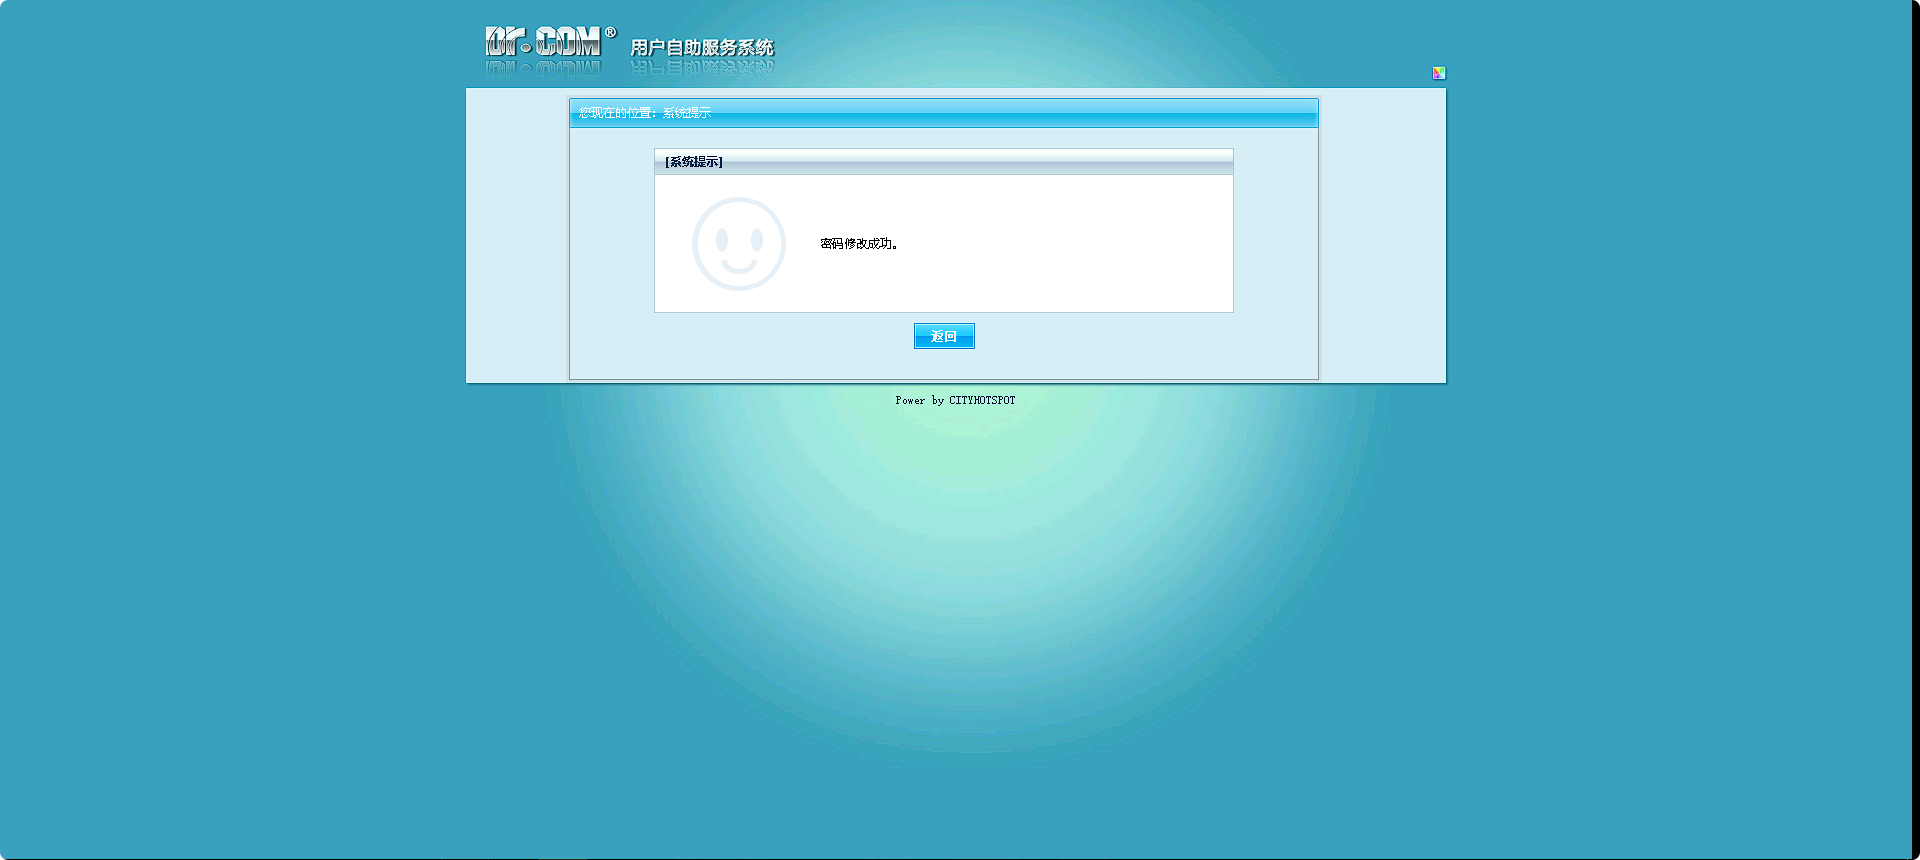 Dr.COM® 用户自助服务系统
您现在的位置：系统提示
[系统提示]
密码修改成功。
返回
Power by CITYHOTSPOT